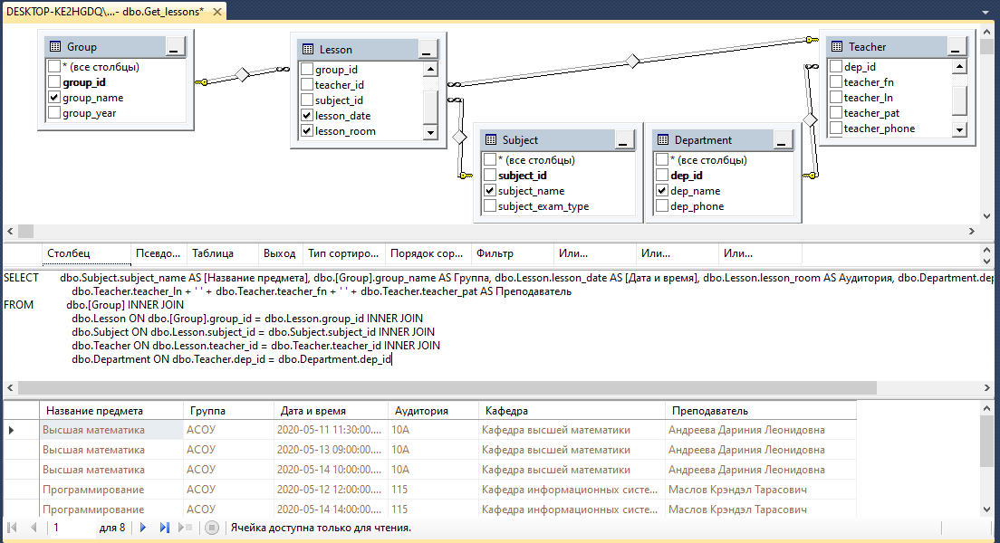 DESKTOP-KE2HGDQ\...- dbo.Get_lessons*
Group
* (все столбцы)
group_id
group_name
group_year
Lesson
group_id
teacher_id
subject_id
lesson_date
lesson_room
Subject
* (все столбцы)
subject_id
subject_name
subject_exam_type
Department
* (все столбцы)
dep_id
dep_name
dep_phone
Teacher
dep_id
teacher_fn
teacher_ln
teacher_pat
teacher_phone
Столбец Псевдо... Таблица Выход Тип сортиро... Порядок сор... Фильтр Или... Или... Или...
SELECT dbo.Subject.subject_name AS [Название предмета], dbo.[Group].group_name AS Группа, dbo.Lesson.lesson_date AS [Дата и время], dbo.Lesson.lesson_room AS Аудитория, dbo.Department.dep
dbo.Teacher.teacher_ln + ' ' + dbo.Teacher.teacher_fn + ' ' + dbo.Teacher.teacher_pat AS Преподаватель
FROM dbo.[Group] INNER JOIN
dbo.Lesson ON dbo.[Group].group_id = dbo.Lesson.group_id INNER JOIN
dbo.Subject ON dbo.Lesson.subject_id = dbo.Subject.subject_id INNER JOIN
dbo.Teacher ON dbo.Lesson.teacher_id = dbo.Teacher.teacher_id INNER JOIN
dbo.Department ON dbo.Teacher.dep_id = dbo.Department.dep_id
Название предмета Группа Дата и время Аудитория Кафедра Преподаватель
Высшая математика АСОУ 2020-05-11 11:30:00.... 10А Кафедра высшей математики Андреева Дариния Леонидовна
Высшая математика АСОУ 2020-05-13 09:00:00.... 10А Кафедра высшей математики Андреева Дариния Леонидовна
Высшая математика АСОУ 2020-05-14 10:00:00.... 10А Кафедра высшей математики Андреева Дариния Леонидовна
Программирование АСОУ 2020-05-12 12:00:00.... 115 Кафедра информационных систе... Маслов Крэндэл Тарасович
Программирование АСОУ 2020-05-14 14:00:00.... 115 Кафедра информационных систе... Маслов Крэндэл Тарасович
1 для 8 Ячейка доступна только для чтения.